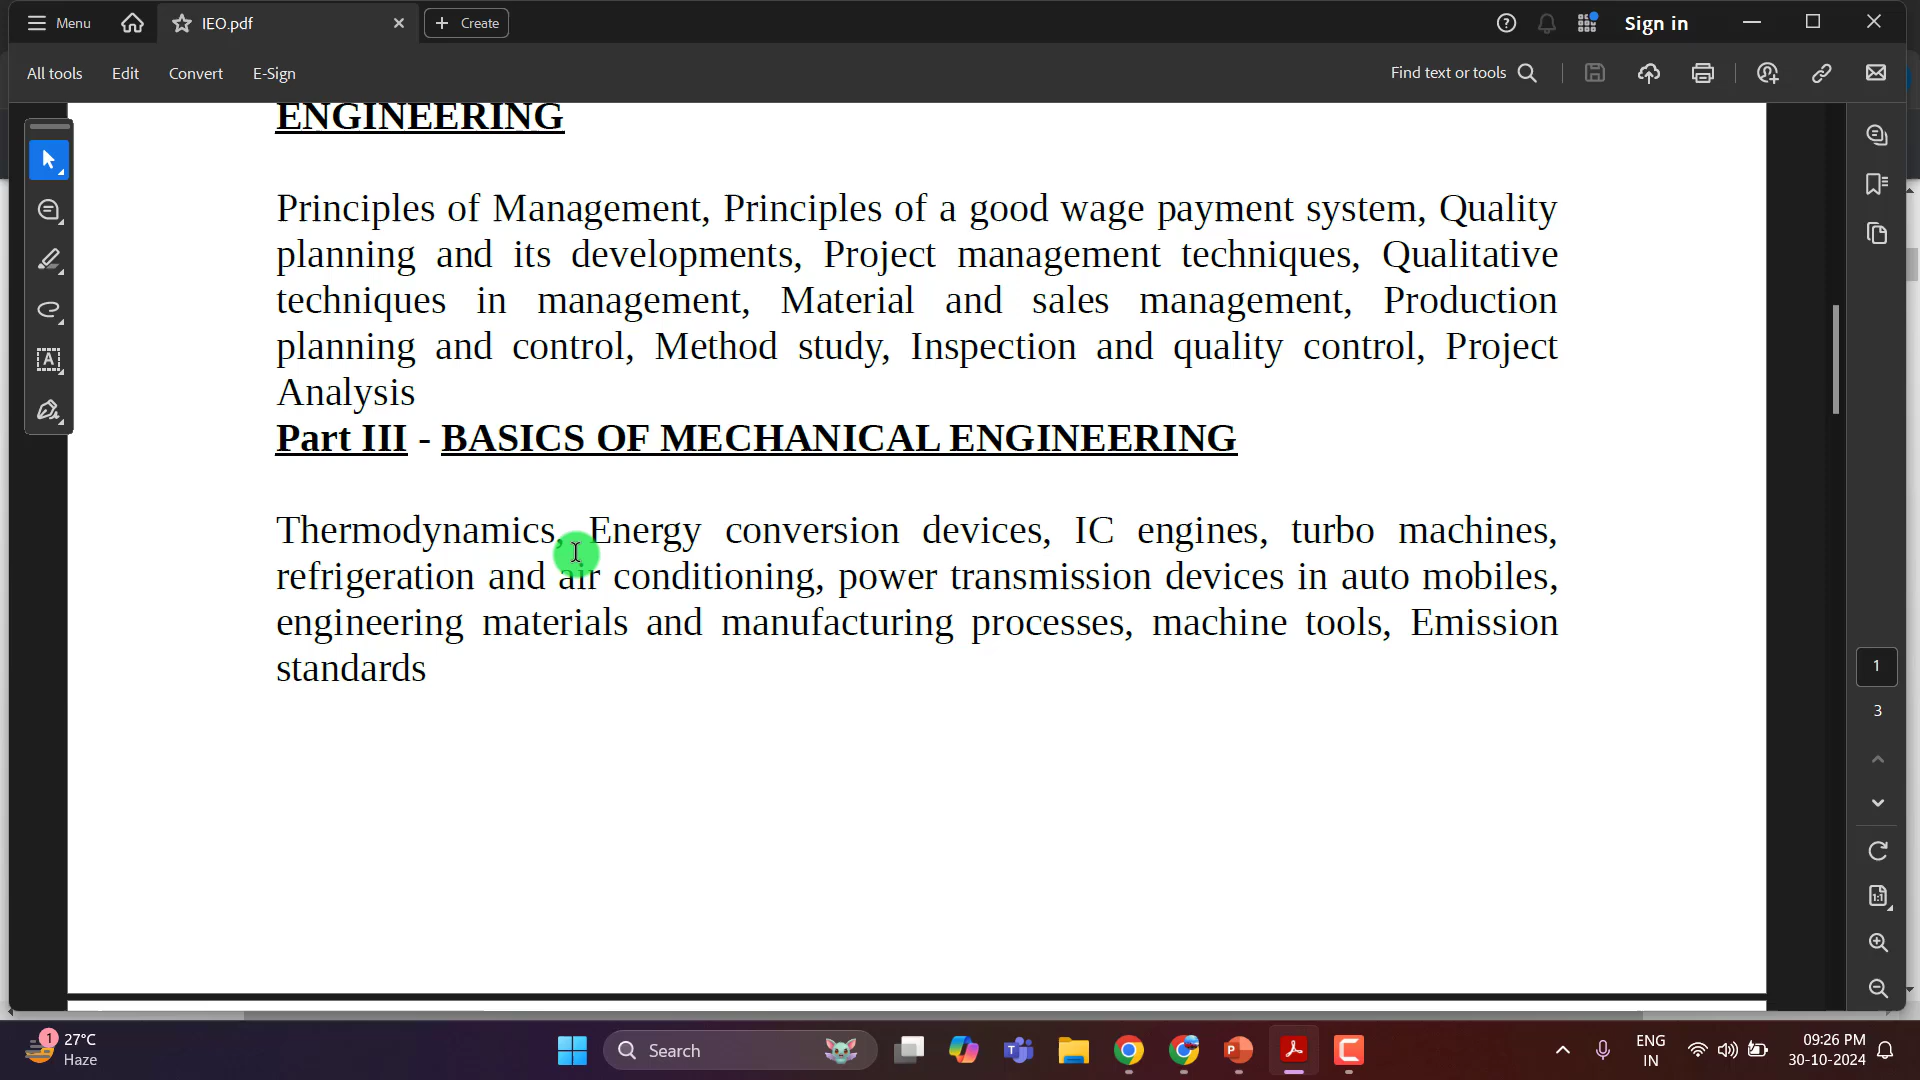 Menu
IEO.pdf
Create
Sign in
All tools
Edit
Convert
E-Sign
Find text or tools
ENGINEERING
Principles of Management, Principles of a good wage payment system, Quality
planning and its developments, Project management techniques, Qualitative
techniques in management, Material and sales management, Production
planning and control, Method study, Inspection and quality control, Project
Analysis
Part III - BASICS OF MECHANICAL ENGINEERING
Thermodynamics, Energy conversion devices, IC engines, turbo machines,
refrigeration and air conditioning, power transmission devices in auto mobiles,
engineering materials and manufacturing processes, machine tools, Emission
standards
1
3
1
27°C
Haze
Search
ENG
IN
09:26 PM
30-10-2024